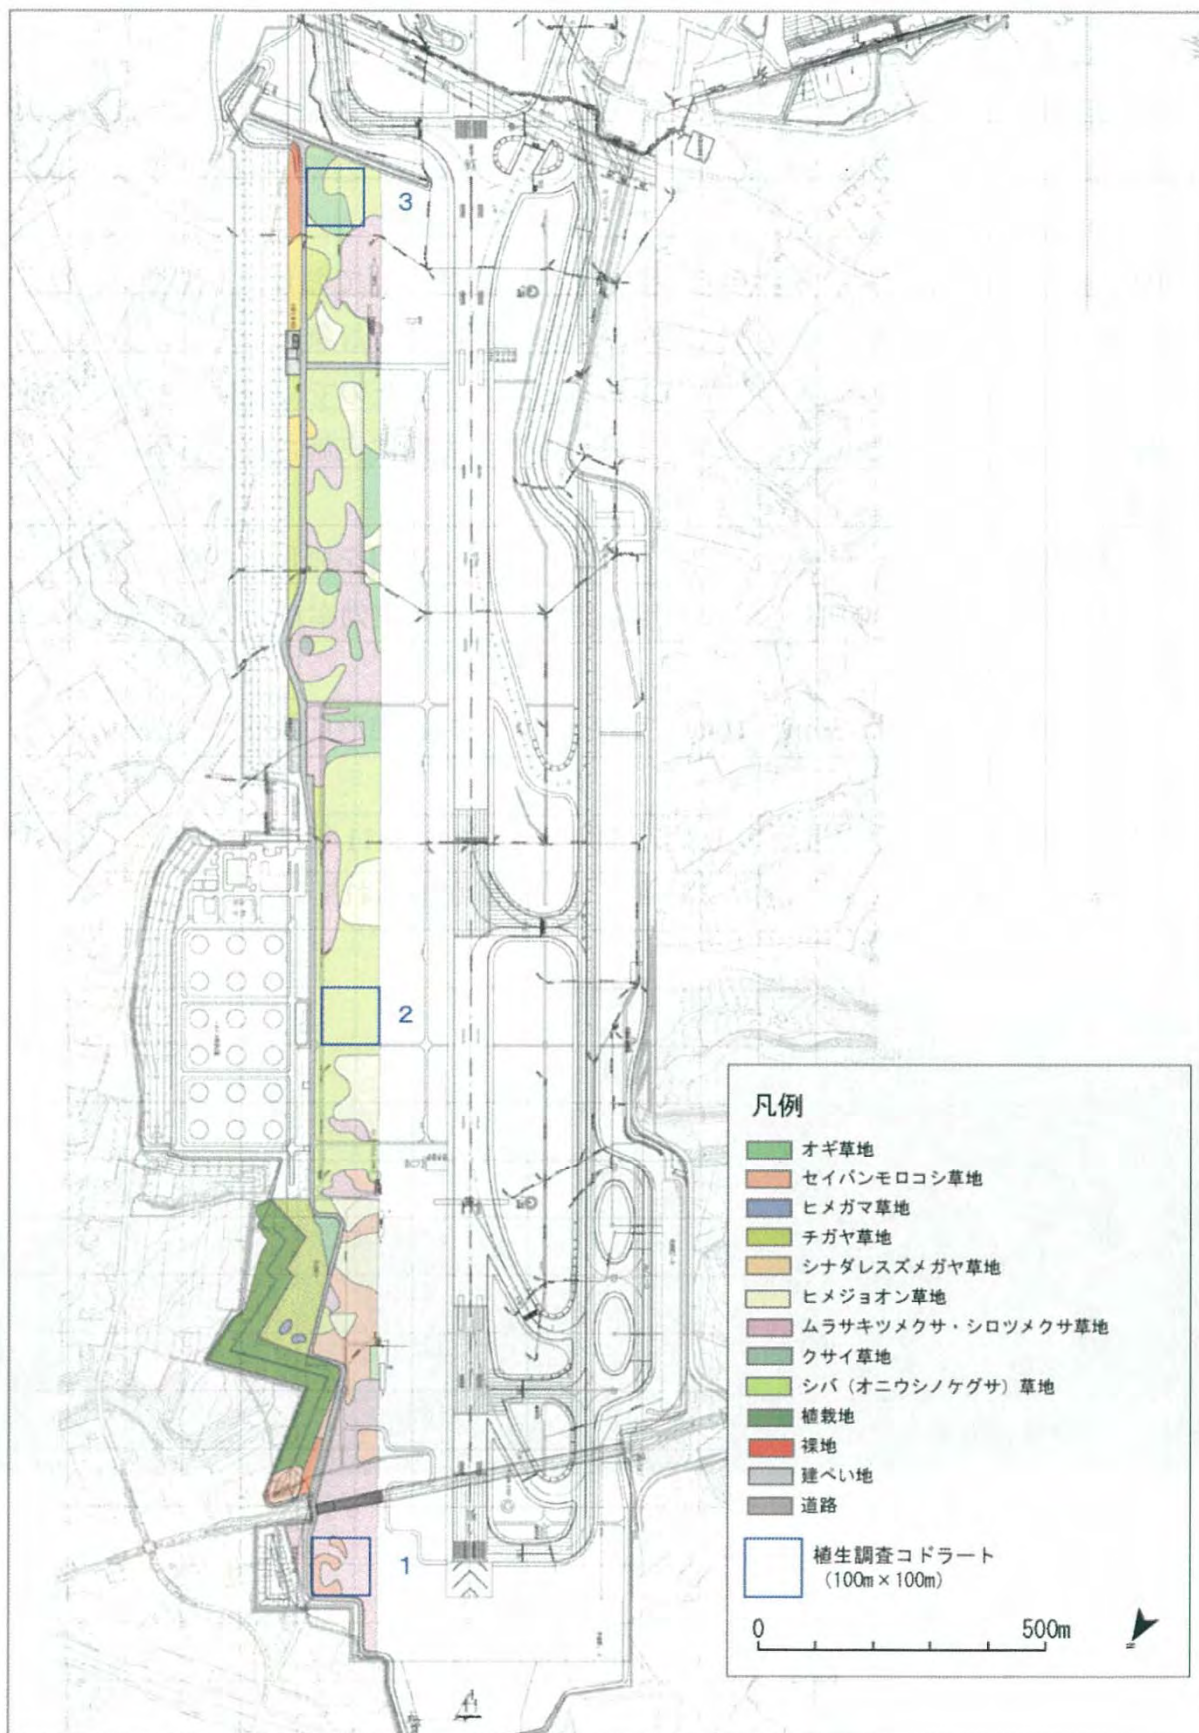 3
2
1
凡例
オギ草地
セイバンモロコシ草地
ヒメガマ草地
チガヤ草地
シナダレスズメガヤ草地
ヒメジョオン草地
ムラサキツメクサ・シロツメクサ草地
クサイ草地
シバ（オニウシノケグサ）草地
植栽地
裸地
建ぺい地
道路
植生調査コドラート
（100m×100m）
0 500m